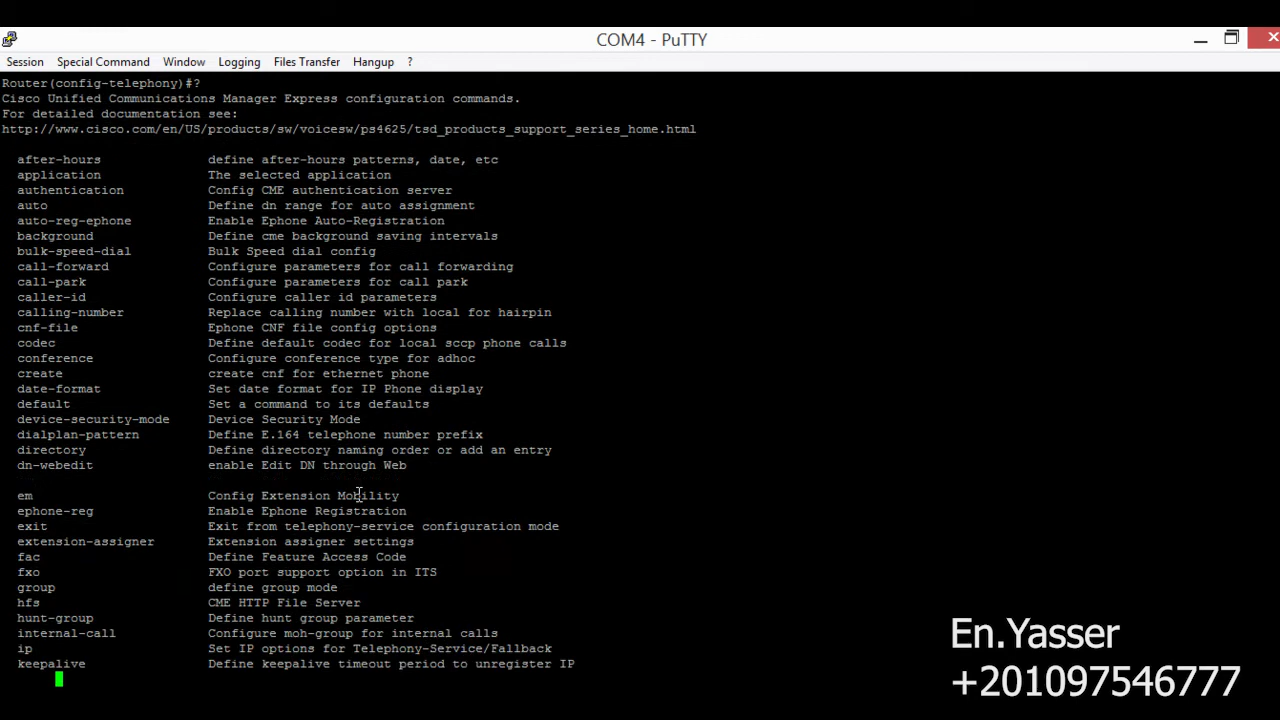 COM4 - PuTTY
Session Special Command Window Logging Files Transfer Hangup ?
Router(config-telephony)#?
Cisco Unified Communications Manager Express configuration commands.
For detailed documentation see:
http://www.cisco.com/en/US/products/sw/voicesw/ps4625/tsd_products_support_series_home.html
after-hours define after-hours patterns, date, etc
application The selected application
authentication Config CME authentication server
auto Define dn range for auto assignment
auto-reg-ephone Enable Ephone Auto-Registration
background Define cme background saving intervals
bulk-speed-dial Bulk Speed dial config
call-forward Configure parameters for call forwarding
call-park Configure parameters for call park
caller-id Configure caller id parameters
calling-number Replace calling number with local for hairpin
cnf-file Ephone CNF file config options
codec Define default codec for local sccp phone calls
conference Configure conference type for adhoc
create create cnf for ethernet phone
date-format Set date format for IP Phone display
default Set a command to its defaults
device-security-mode Device Security Mode
dialplan-pattern Define E.164 telephone number prefix
directory Define directory naming order or add an entry
dn-webedit enable Edit DN through Web
em Config Extension Mobility
ephone-reg Enable Ephone Registration
exit Exit from telephony-service configuration mode
extension-assigner Extension assigner settings
fac Define Feature Access Code
fxo FXO port support option in ITS
group define group mode
hfs CME HTTP File Server
hunt-group Define hunt group parameter
internal-call Configure moh-group for internal calls
ip Set IP options for Telephony-Service/Fallback
keepalive Define keepalive timeout period to unregister IP
En.Yasser
+201097546777